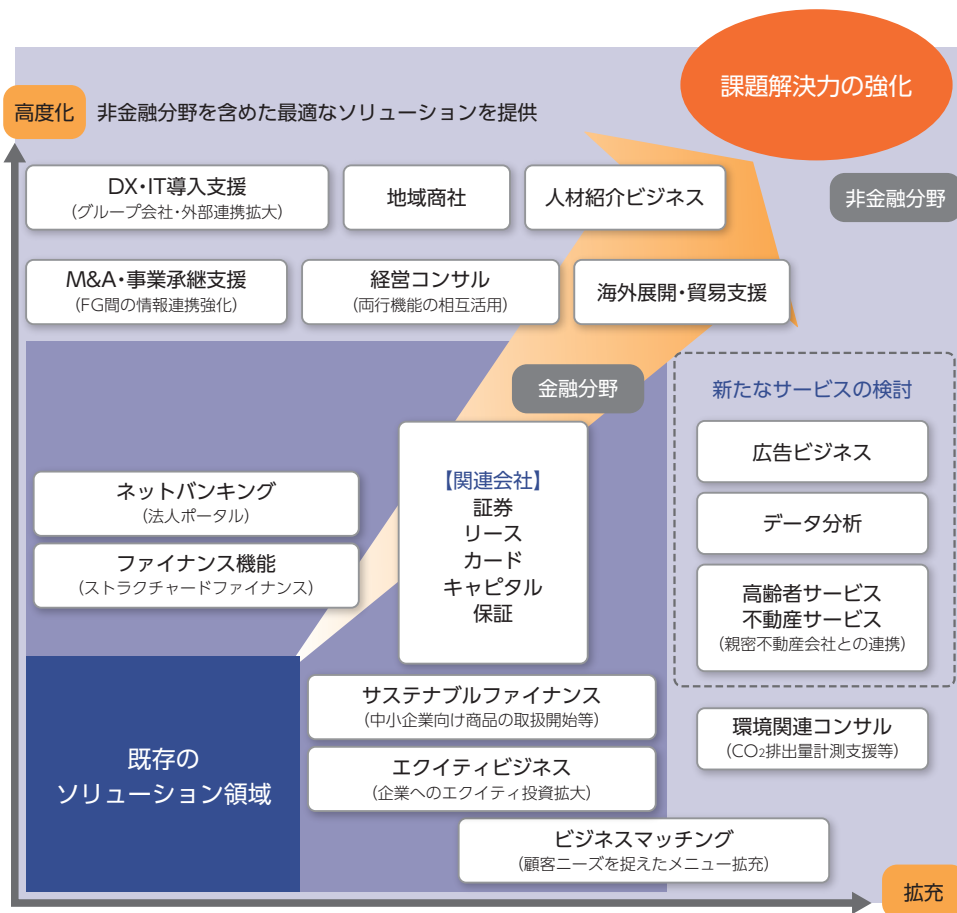 課題解決力の強化
高度化
非金融分野を含めた最適なソリューションを提供
DX・IT導入支援
(グループ会社・外部連携拡大)
地域商社
人材紹介ビジネス
非金融分野
M&A・事業承継支援
(FG間の情報連携強化)
経営コンサル
(両行機能の相互活用)
海外展開・貿易支援
金融分野
新たなサービスの検討
広告ビジネス
データ分析
高齢者サービス
不動産サービス
(親密不動産会社との連携)
ネットバンキング
(法人ポータル)
ファイナンス機能
(ストラクチャードファイナンス)
【関連会社】
証券
リース
カード
キャピタル
保証
既存の
ソリューション領域
サステナブルファイナンス
(中小企業向け商品の取扱開始等)
エクイティビジネス
(企業へのエクイティ投資拡大)
環境関連コンサル
(CO₂排出量計測支援等)
ビジネスマッチング
(顧客ニーズを捉えたメニュー拡充)
拡充